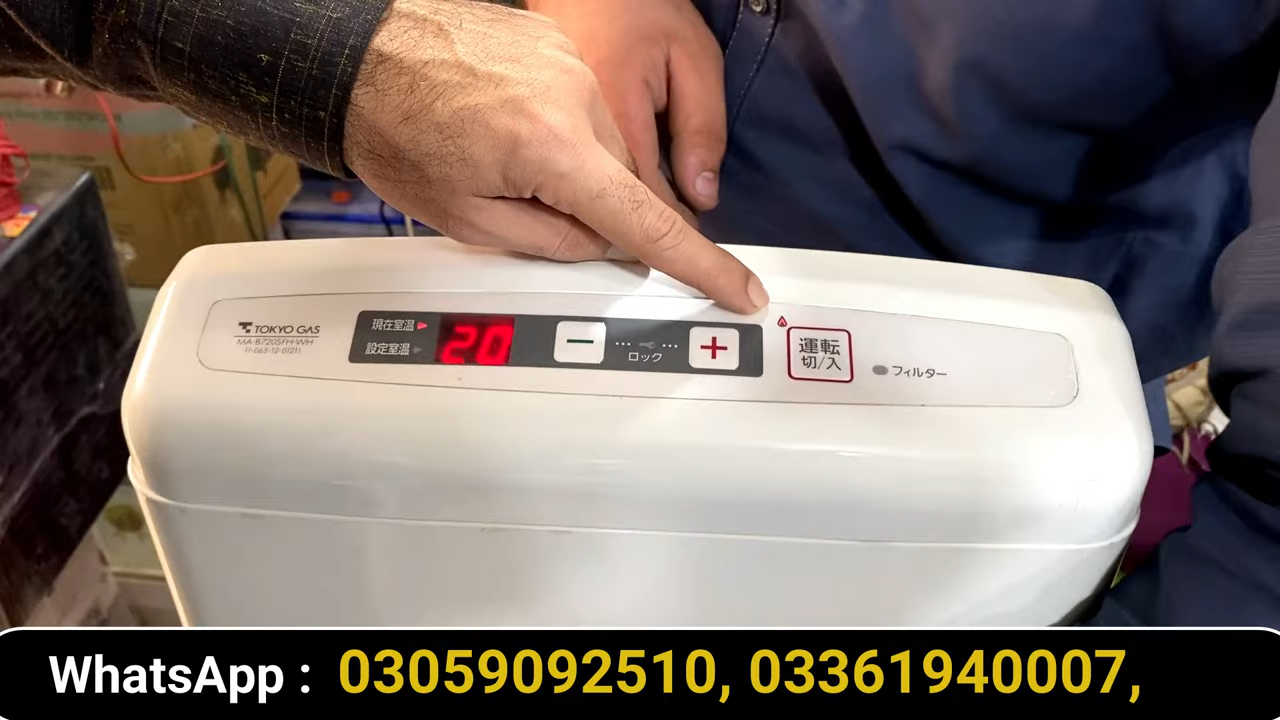 TOKYO GAS
MA-B720SFH-WH
11-065-12-01211
現在室温
設定室温
20
−
ロック
+
運転
切/入
フィルター
WhatsApp : 03059092510, 03361940007,